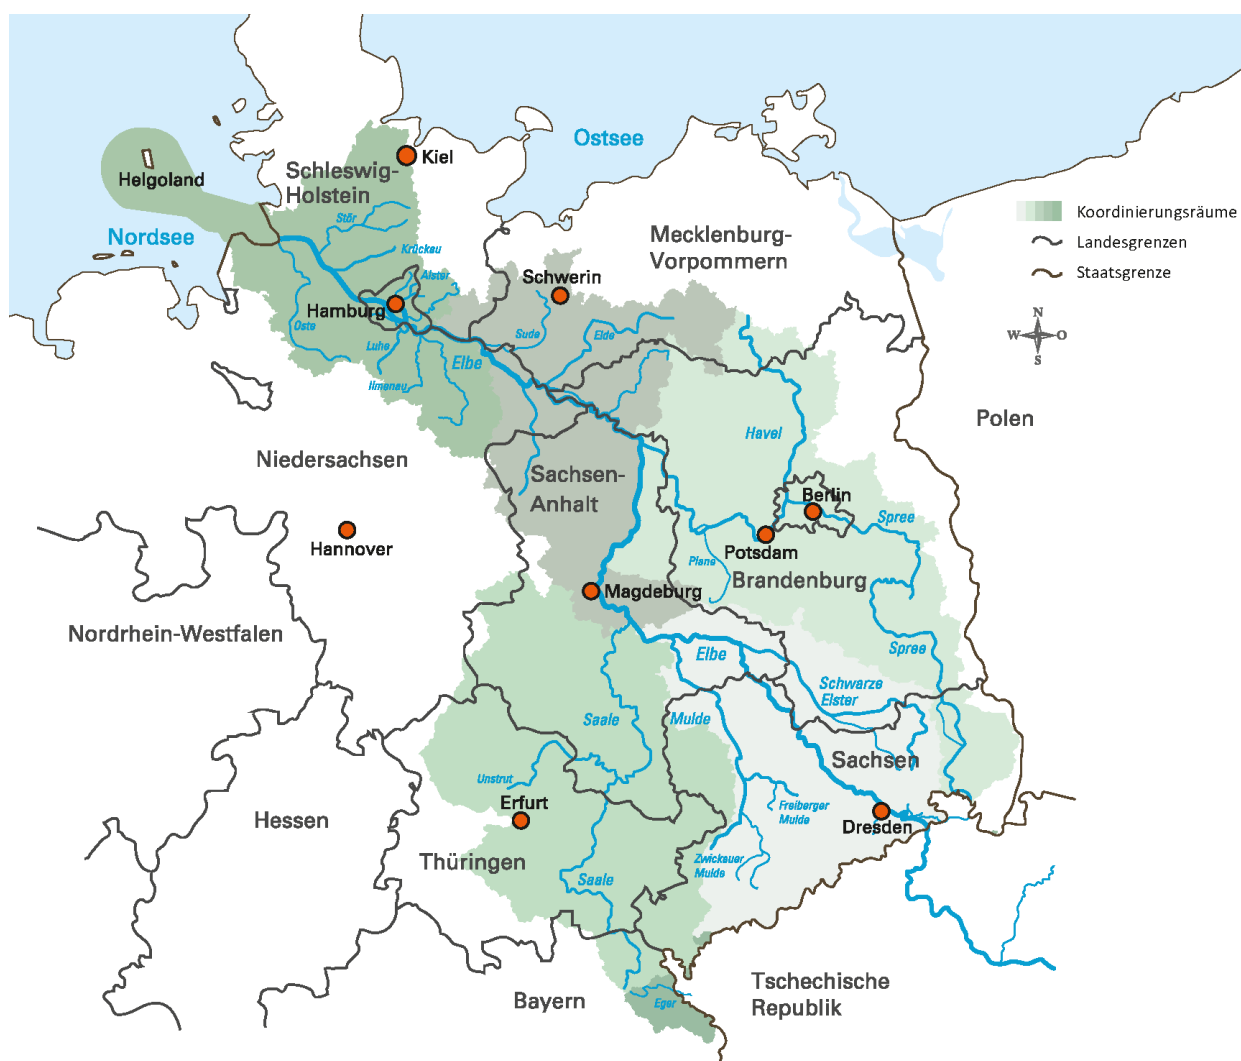 Ostsee
Kiel
Schleswig-
Holstein
Helgoland
Stör
Nordsee
Krückau
Mecklenburg-
Vorpommern
Koordinierungsräume
Landesgrenzen
Staatsgrenze
N
W
O
S
Alster
Schwerin
Hamburg
Oste
Sude
Elde
Luhe
Elbe
Ilmenau
Polen
Havel
Niedersachsen
Sachsen-
Anhalt
Berlin
Spree
Hannover
Potsdam
Plane
Brandenburg
Magdeburg
Nordrhein-Westfalen
Elbe
Spree
Schwarze
Elster
Saale
Mulde
Sachsen
Unstrut
Erfurt
Freiberger
Mulde
Dresden
Hessen
Thüringen
Zwickauer
Mulde
Saale
Tschechische
Republik
Bayern
Eger